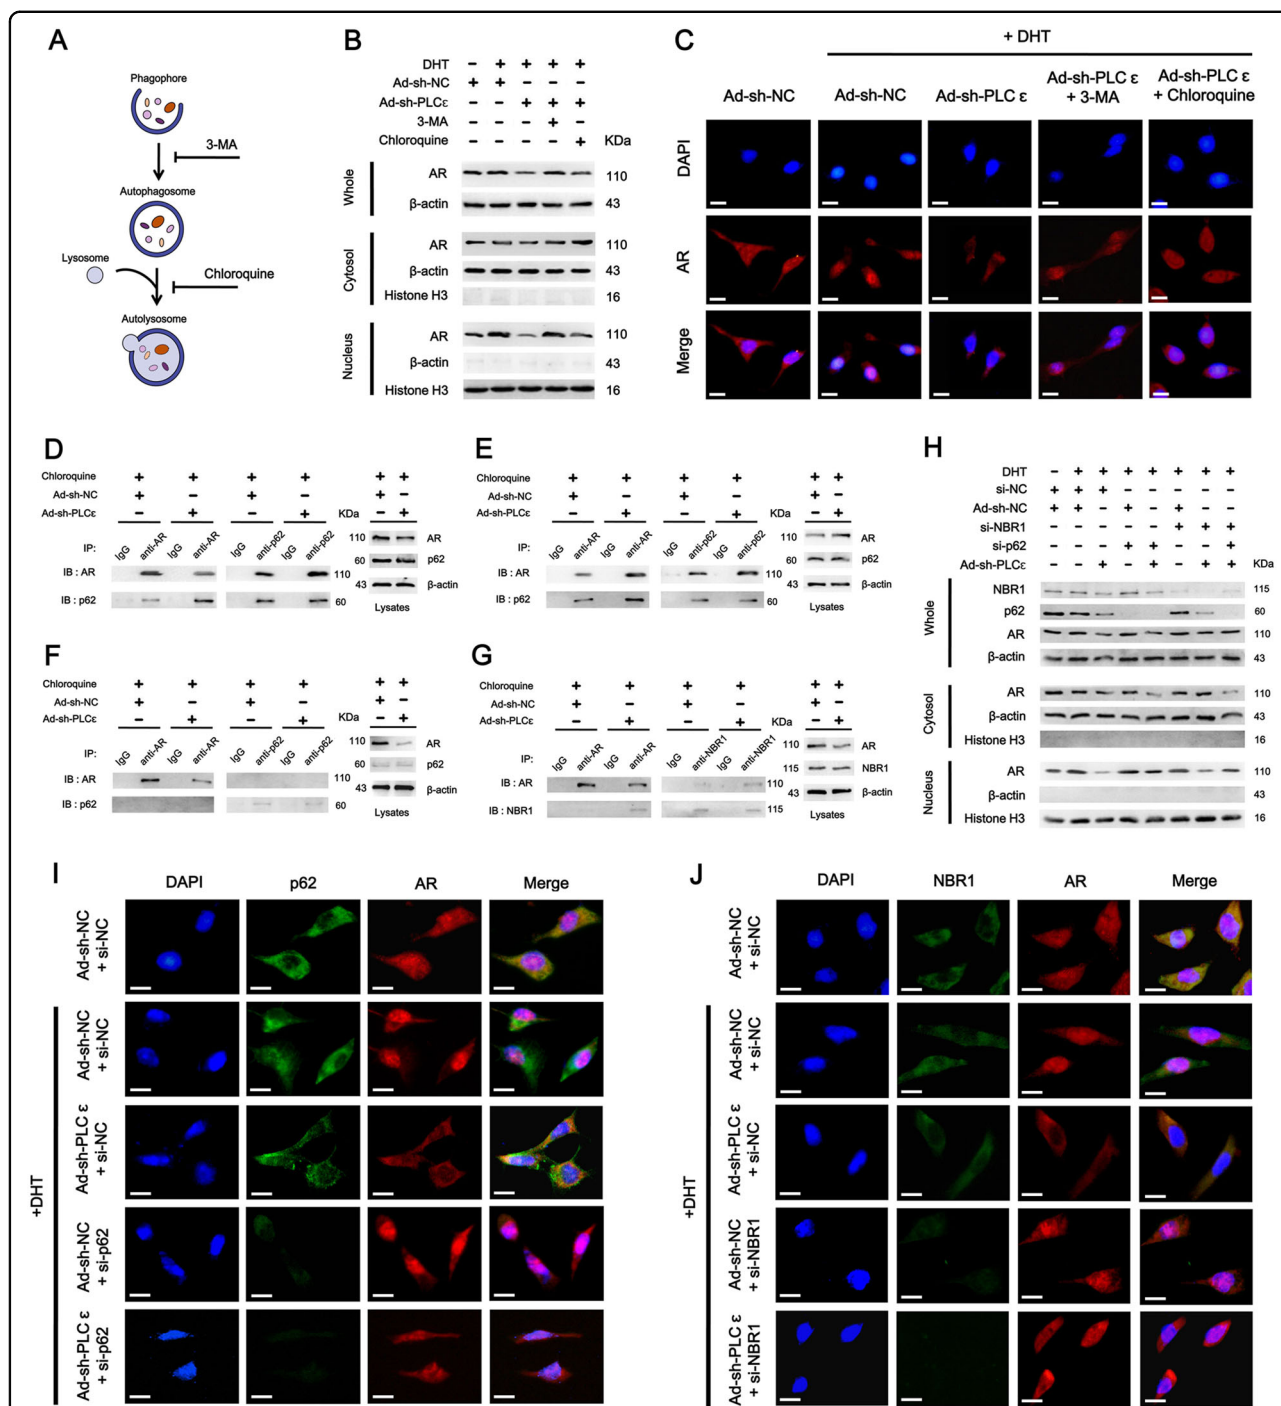 A
Phagophore
3-MA
Autophagosome
Lysosome
Chloroquine
Autolysosome
B
DHT - + + + +
Ad-sh-NC + + - - -
Ad-sh-PLCε - - + + +
3-MA - - - + -
Chloroquine - - - - + KDa
Whole
AR 110
β-actin 43
Cytosol
AR 110
β-actin 43
Histone H3 16
Nucleus
AR 110
β-actin 43
Histone H3 16
C
+ DHT
Ad-sh-NC Ad-sh-NC Ad-sh-PLC ε Ad-sh-PLC ε + 3-MA Ad-sh-PLC ε + Chloroquine
DAPI
AR
Merge
D
Chloroquine + + + + + +
Ad-sh-NC + - + - + -
Ad-sh-PLCε - + - + KDa - +
IP: IgG anti-AR IgG anti-AR IgG anti-p62 IgG anti-p62
110 AR
60 p62
43 β-actin
Lysates
IB : AR 110
IB : p62 60
E
Chloroquine + + + + + +
Ad-sh-NC + - + - + -
Ad-sh-PLCε - + - + KDa - +
IP: IgG anti-AR IgG anti-AR IgG anti-p62 IgG anti-p62
110 AR
60 p62
43 β-actin
Lysates
IB : AR 110
IB : p62 60
F
Chloroquine + + + + + +
Ad-sh-NC + - + - + -
Ad-sh-PLCε - + - + KDa - +
IP: IgG anti-AR IgG anti-AR IgG anti-p62 IgG anti-p62
110 AR
60 p62
43 β-actin
Lysates
IB : AR 110
IB : p62 60
G
Chloroquine + + + + + +
Ad-sh-NC + - + - + -
Ad-sh-PLCε - + - + KDa - +
IP: IgG anti-AR IgG anti-AR IgG anti-NBR1 IgG anti-NBR1
110 AR
115 NBR1
43 β-actin
Lysates
IB : AR 110
IB : NBR1 115
H
DHT - + + + + + + +
si-NC + + + - - - - -
Ad-sh-NC + + - + - + - -
si-NBR1 - - - - - + + +
si-p62 - - - + + - - +
Ad-sh-PLCε - - + - + - + + KDa
Whole
NBR1 115
p62 60
AR 110
β-actin 43
Cytosol
AR 110
β-actin 43
Histone H3 16
Nucleus
AR 110
β-actin 43
Histone H3 16
I
DAPI p62 AR Merge
Ad-sh-NC
+ si-NC
+DHT
Ad-sh-NC
+ si-NC
Ad-sh-PLC ε
+ si-NC
Ad-sh-NC
+ si-p62
Ad-sh-PLC ε
+ si-p62
J
DAPI NBR1 AR Merge
Ad-sh-NC
+ si-NC
+DHT
Ad-sh-NC
+ si-NC
Ad-sh-PLC ε
+ si-NC
Ad-sh-NC
+ si-NBR1
Ad-sh-PLC ε
+ si-NBR1